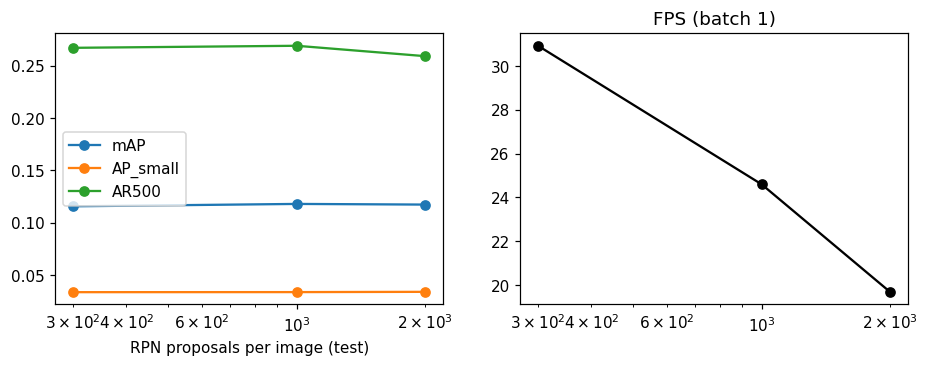 0.25
0.20
0.15
0.10
0.05
mAP
AP_small
AR500
3 × 10² 4 × 10² 6 × 10² 10³ 2 × 10³
RPN proposals per image (test)
FPS (batch 1)
30
28
26
24
22
20
3 × 10² 4 × 10² 6 × 10² 10³ 2 × 10³